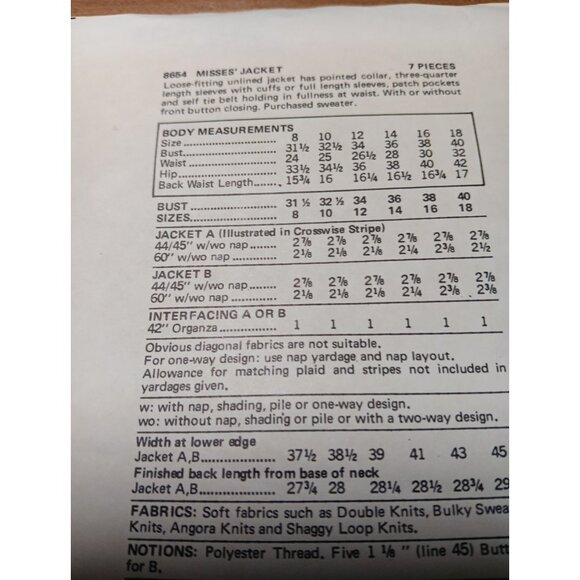 8654 MISSES' JACKET 7 PIECES
Loose-fitting unlined jacket has pointed collar, three-quarter
length sleeves with cuffs or full length sleeves, patch pockets
and self tie belt holding in fullness at waist. With or without
front button closing. Purchased sweater.
BODY MEASUREMENTS
Size 8 10 12 14 16 18
Bust 31½ 32½ 34 36 38 40
Waist 24 25 26½ 28 30 32
Hip 33½ 34½ 36 38 40 42
Back Waist Length 15¾ 16 16¼ 16½ 16¾ 17
BUST 31 ½ 32 ½ 34 36 38 40
SIZES 8 10 12 14 16 18
JACKET A (Illustrated in Crosswise Stripe)
44/45" w/wo nap 2⅞ 2⅞ 2⅞ 2⅞ 2⅞ 2⅞
60" w/wo nap 2⅛ 2⅛ 2⅛ 2¼ 2⅜ 2½
JACKET B
44/45" w/wo nap 2⅞ 2⅞ 2⅞ 2⅞ 2⅞ 2⅞
60" w/wo nap 2⅛ 2⅛ 2⅛ 2¼ 2⅜ 2⅜
INTERFACING A OR B
42" Organza 1 1 1 1 1 1
Obvious diagonal fabrics are not suitable.
For one-way design: use nap yardage and nap layout.
Allowance for matching plaid and stripes not included in
yardages given.
w: with nap, shading, pile or one-way design.
wo: without nap, shading or pile or with a two-way design.
Width at lower edge
Jacket A,B 37½ 38½ 39 41 43 45
Finished back length from base of neck
Jacket A,B 27¾ 28 28¼ 28½ 28¾ 29
FABRICS: Soft fabrics such as Double Knits, Bulky Swea
Knits, Angora Knits and Shaggy Loop Knits.
NOTIONS: Polyester Thread. Five 1 ⅛ " (line 45) Butt
for B.